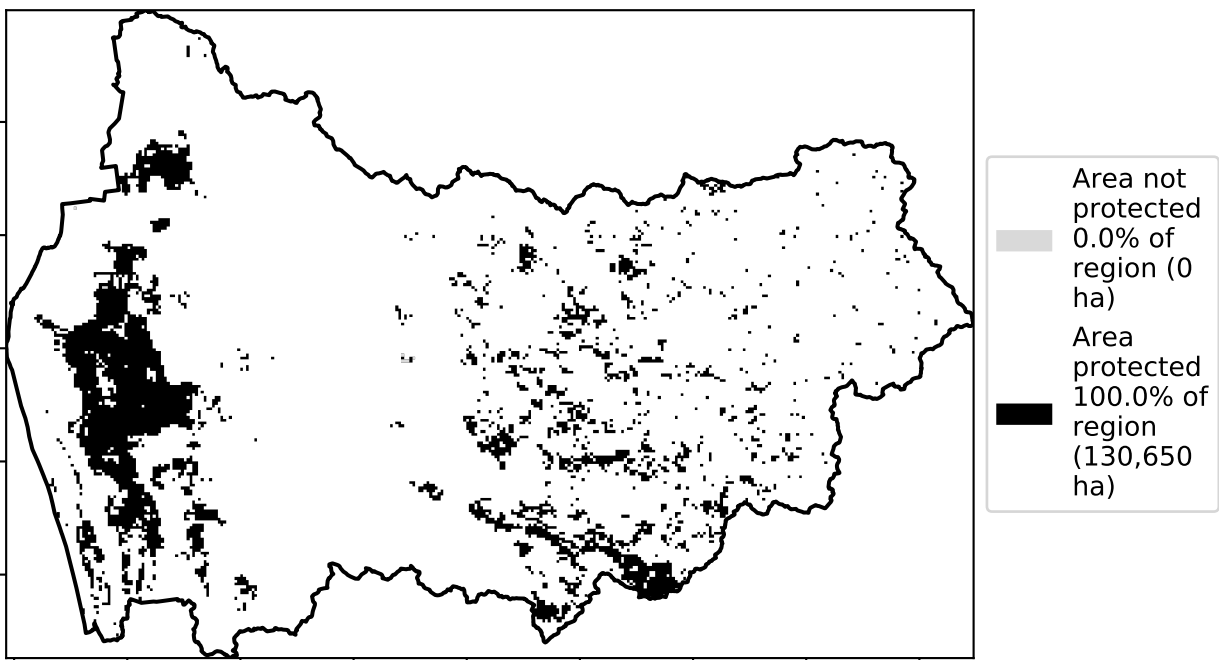 Area not
protected
0.0% of
region (0
ha)
Area
protected
100.0% of
region
(130,650
ha)